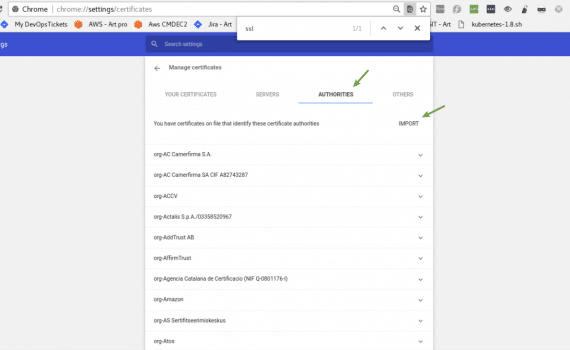 Chrome | chrome://settings/certificates
My DevOpsTickets AWS - Art pro Aws CMDEC2 Jira - Art
ssl 1/1
GIT - Art kubernetes-1.8.sh
ngs Search settings
Manage certificates
YOUR CERTIFICATES SERVERS AUTHORITIES OTHERS
You have certificates on file that identify these certificate authorities IMPORT
org-AC Camerfirma S.A.
org-AC Camerfirma SA CIF A82743287
org-ACCV
org-Actalis S.p.A./03358520967
org-AddTrust AB
org-AffirmTrust
org-Agencia Catalana de Certificacio (NIF Q-0801176-I)
org-Amazon
org-AS Sertifitseerimiskeskus
org-Atos